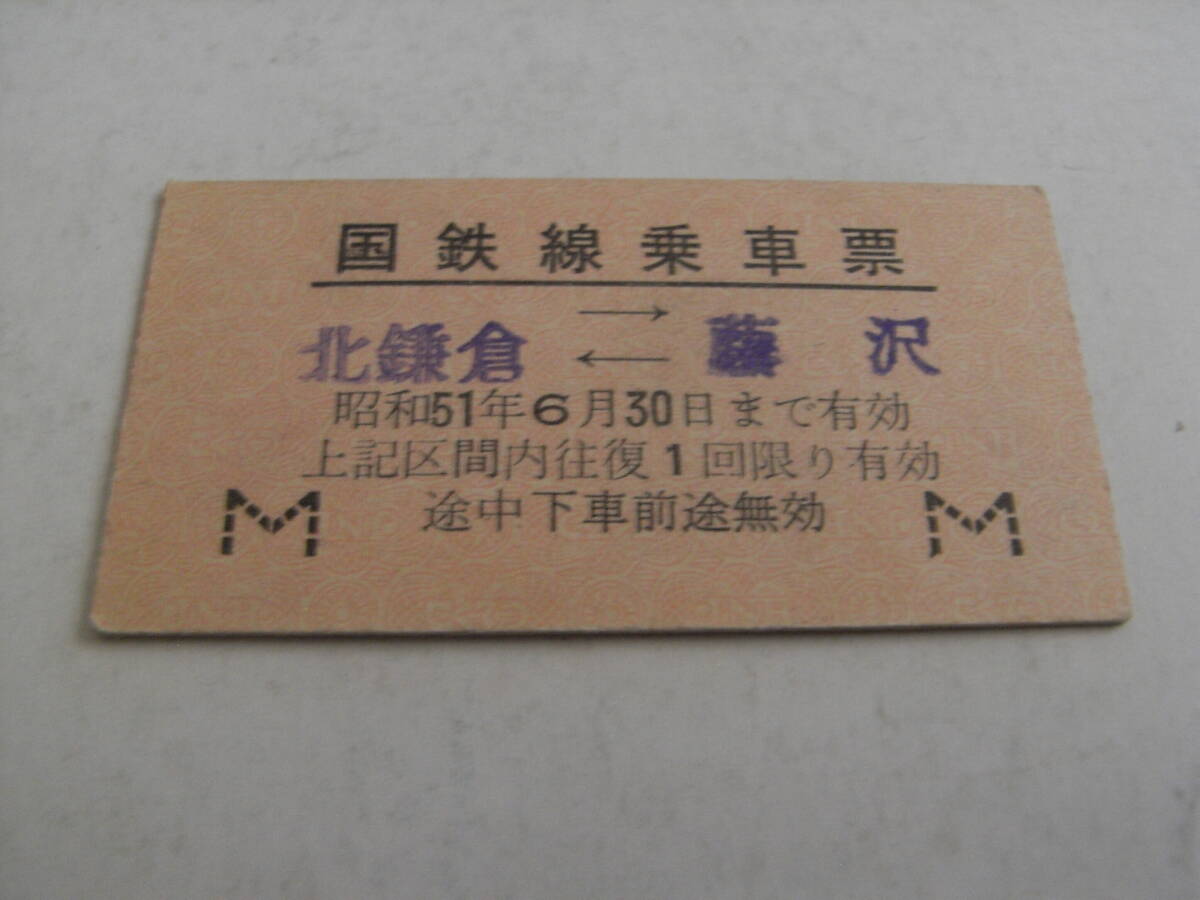 国鉄線乗車票
北鎌倉 →← 藤沢
昭和51年6月30日まで有効
上記区間内往復1回限り有効
途中下車前途無効
M M